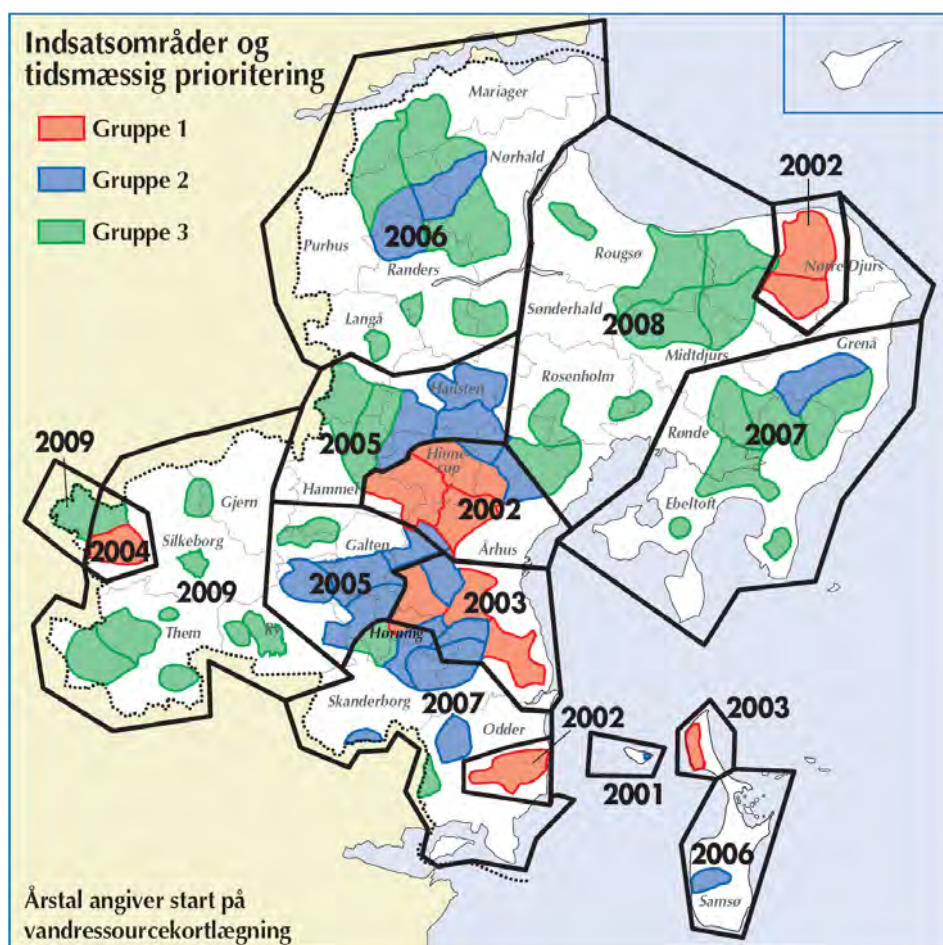 Indsatsområder og
tidsmæssig prioritering
Gruppe 1
Gruppe 2
Gruppe 3
Mariager
Nørhald
2002
Purhus
2006
Rougsø
Nørre Djurs
Randers
Langå
Sønderhald
2008
Midtdjurs
Grenå
Hadsten
Rosenholm
2009
2005
Rønde
2007
Hinne-
rup
Gjern
Hammel
2002
Ebeltoft
2004
Silkeborg
Galten
Århus
2009
2005
2003
Them
Ry
Hørning
Skanderborg
2007
Odder
2002
2003
2001
2006
Samsø
Årstal angiver start på
vandressourcekortlægning